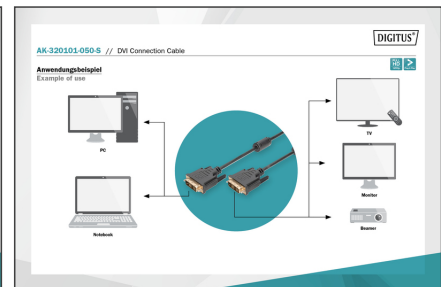 DIGITUS®
AK-320101-050-S // DVI Connection Cable
Anwendungsbeispiel
Example of use
PC
TV
Notebook
Monitor
Beamer